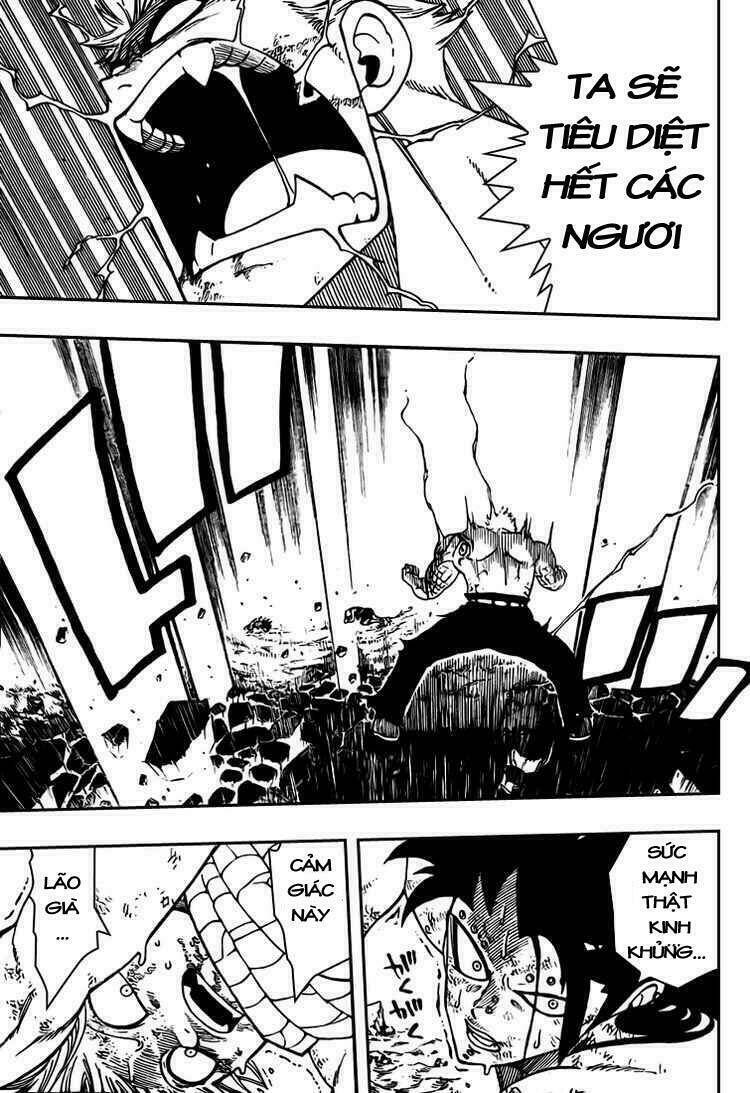 TA SẼ
TIÊU DIỆT
HẾT CÁC
NGƯƠI
SỨC
MẠNH
THẬT
KINH
KHỦNG...
CẢM
GIÁC
NÀY
LÃO
GIÀ
...